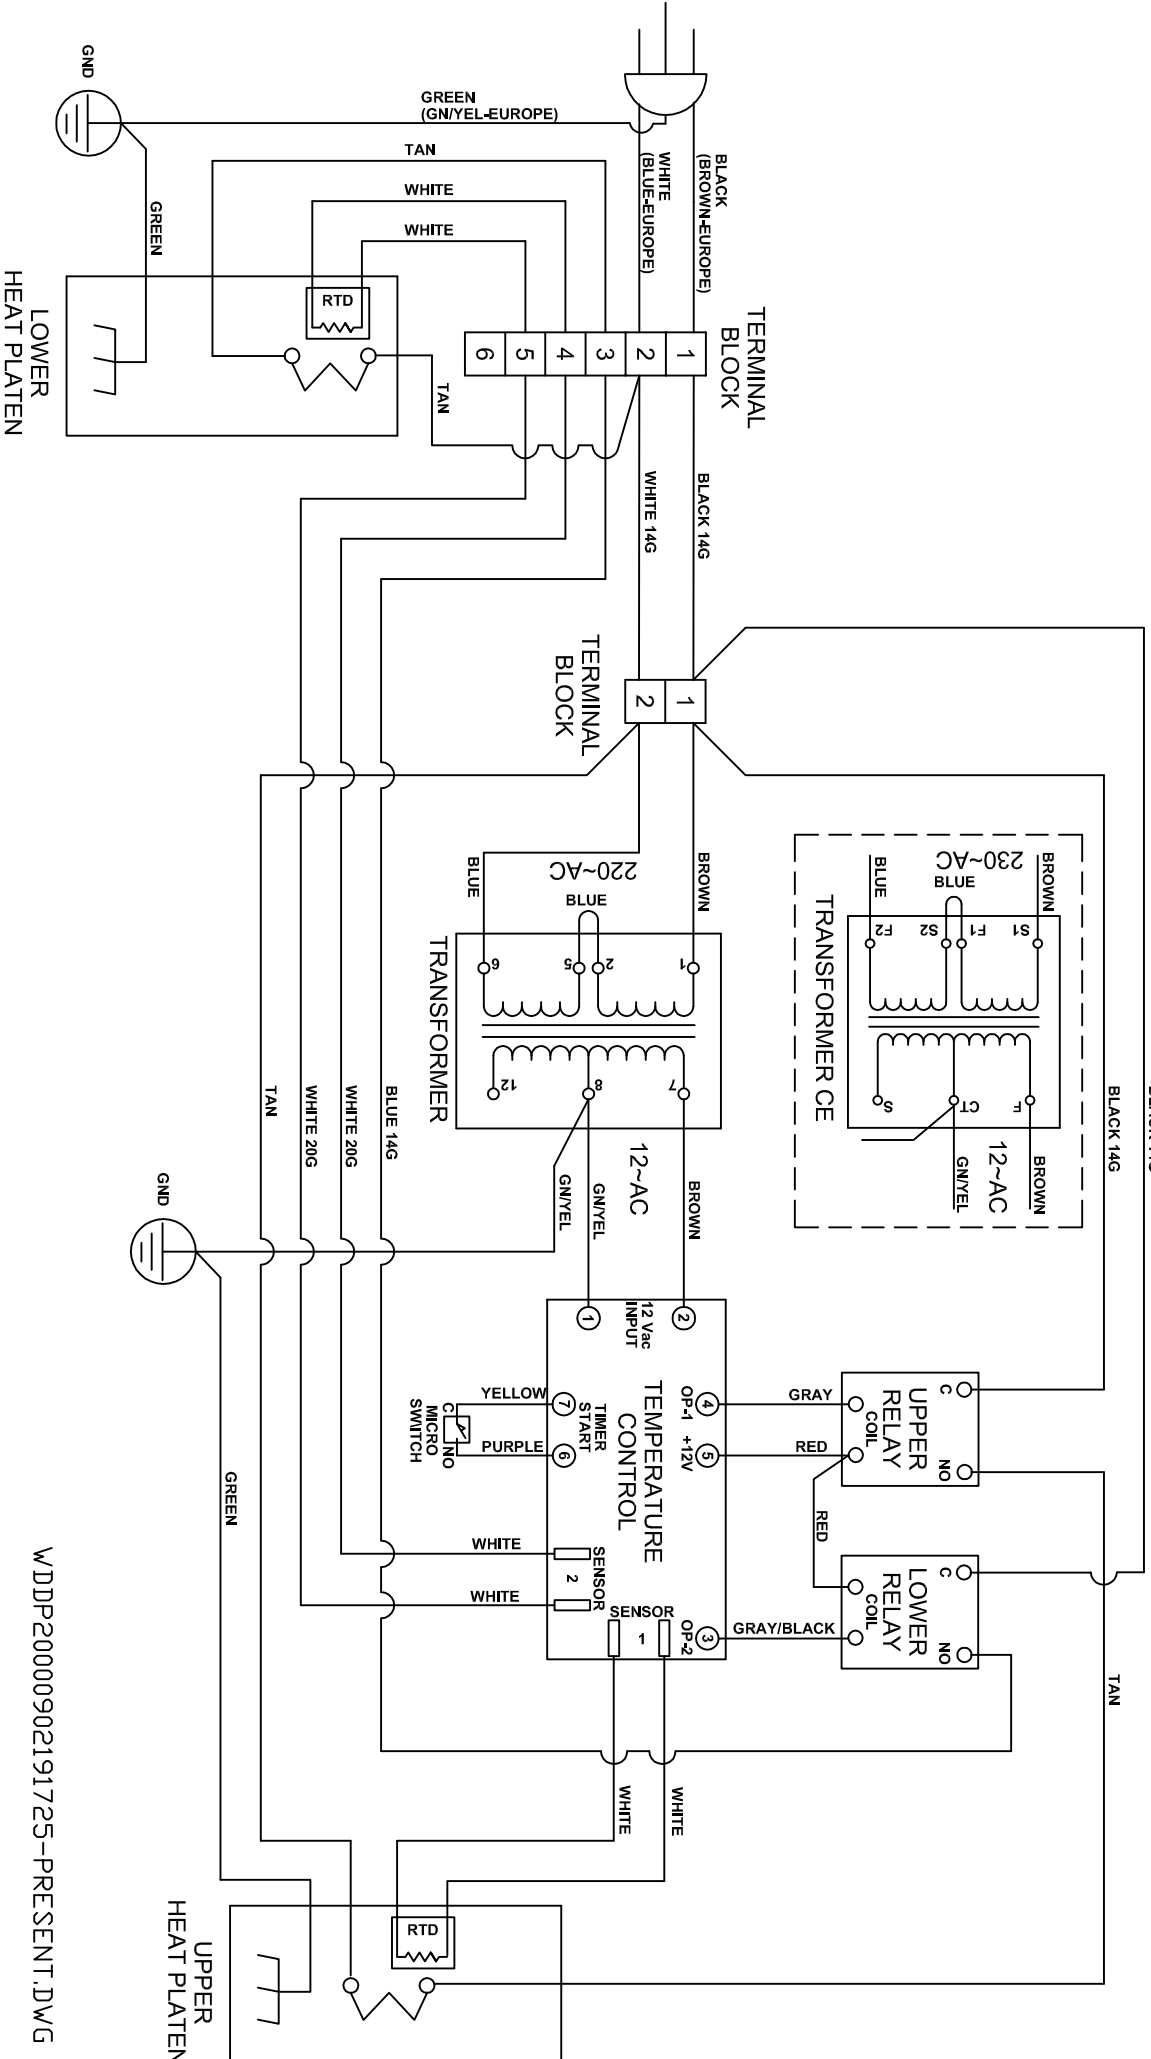 GND
GREEN
(GN/YEL-EUROPE)
TAN
WHITE
WHITE
GREEN
BLACK
(BROWN-EUROPE)
WHITE
(BLUE-EUROPE)
RTD
LOWER
HEAT PLATEN
TAN
TERMINAL
BLOCK
6 5 4 3 2 1
BLACK 14G
WHITE 14G
TERMINAL
BLOCK
2 1
BROWN
BLUE
220~AC
BLUE
6 5 2 1
TRANSFORMER
12 8 7
12~AC
BROWN
GN/YEL
GN/YEL
BROWN
230~AC
BLUE
BLUE
F2 S2 F1 S1
TRANSFORMER CE
S CT F
12~AC
BROWN
GN/YEL
BLACK 14G
TAN
WHITE 20G
WHITE 20G
BLUE 14G
GND
GREEN
1
12 Vac
INPUT
2
TEMPERATURE
CONTROL
OP-1
4
+12V
5
YELLOW
7
TIMER
START
PURPLE
6
C NO
MICRO
SWITCH
GRAY
RED
C
UPPER
RELAY
COIL
NO
RED
C
LOWER
RELAY
COIL
NO
GRAY/BLACK
OP-2
3
WHITE
WHITE
SENSOR
2
SENSOR
1
TAN
WHITE
WHITE
RTD
UPPER
HEAT PLATEN
WDDP20000902191725-PRESENT.DWG